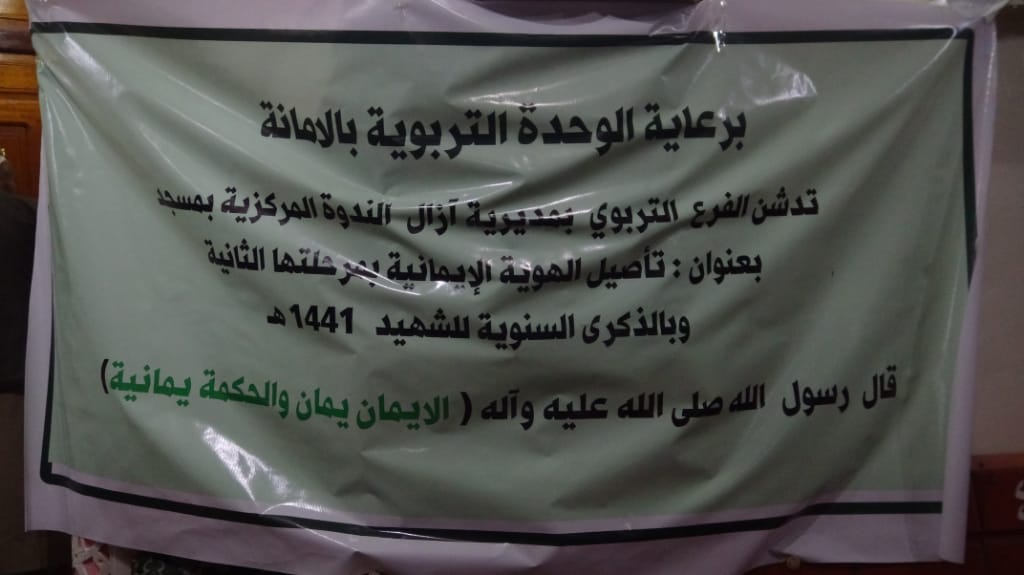 برعاية الوحدة التربوية بالامانة
تدشن الفرع التربوي بمديرية آزال الندوة المركزية بمسجد
بعنوان : تأصيل الهوية الإيمانية بمرحلتها الثانية
وبالذكرى السنوية للشهيد 1441هـ
قال رسول الله صلى الله عليه وآله ( الايمان يمان والحكمة يمانية)